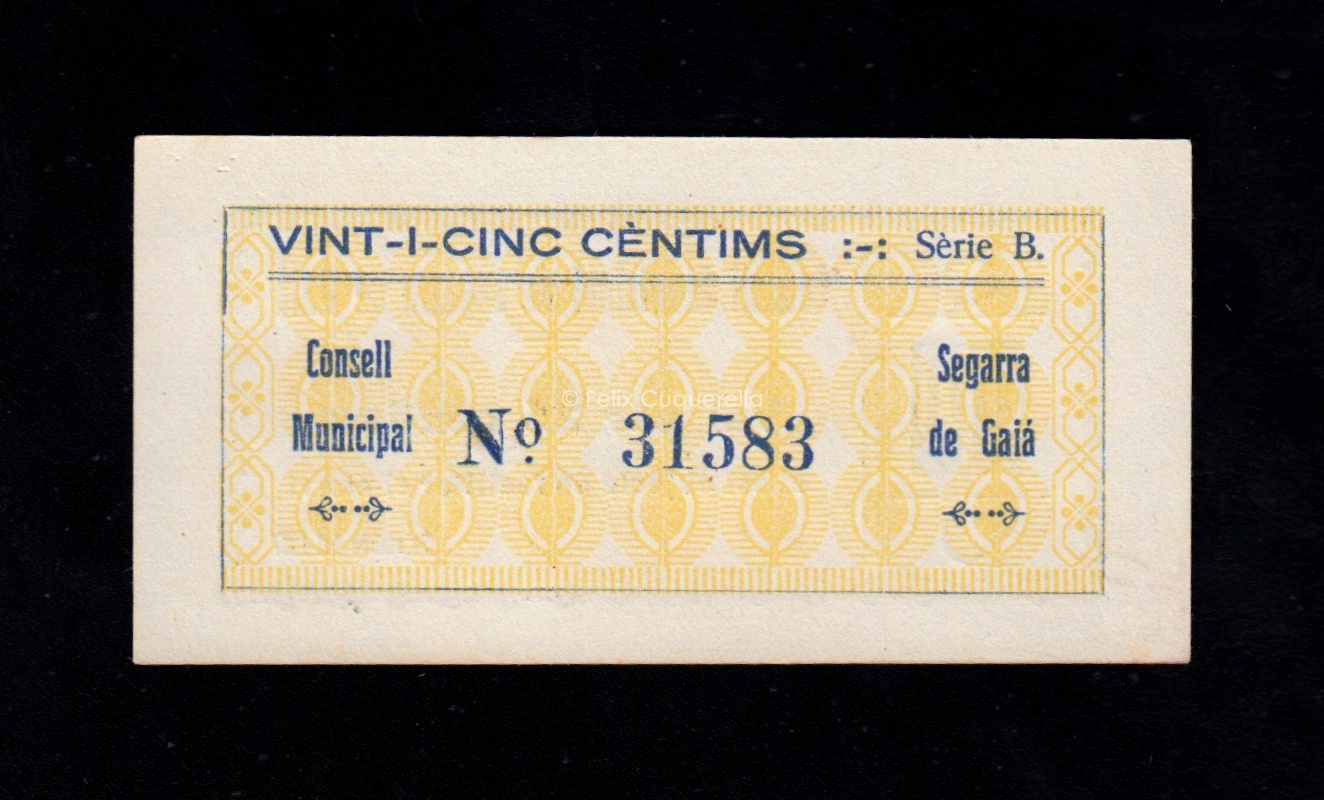 VINT-I-CINC CÈNTIMS :-: Sèrie B.
Consell
Municipal
Nº 31583
Segarra
de Gaiá
© Felix Cuquerella